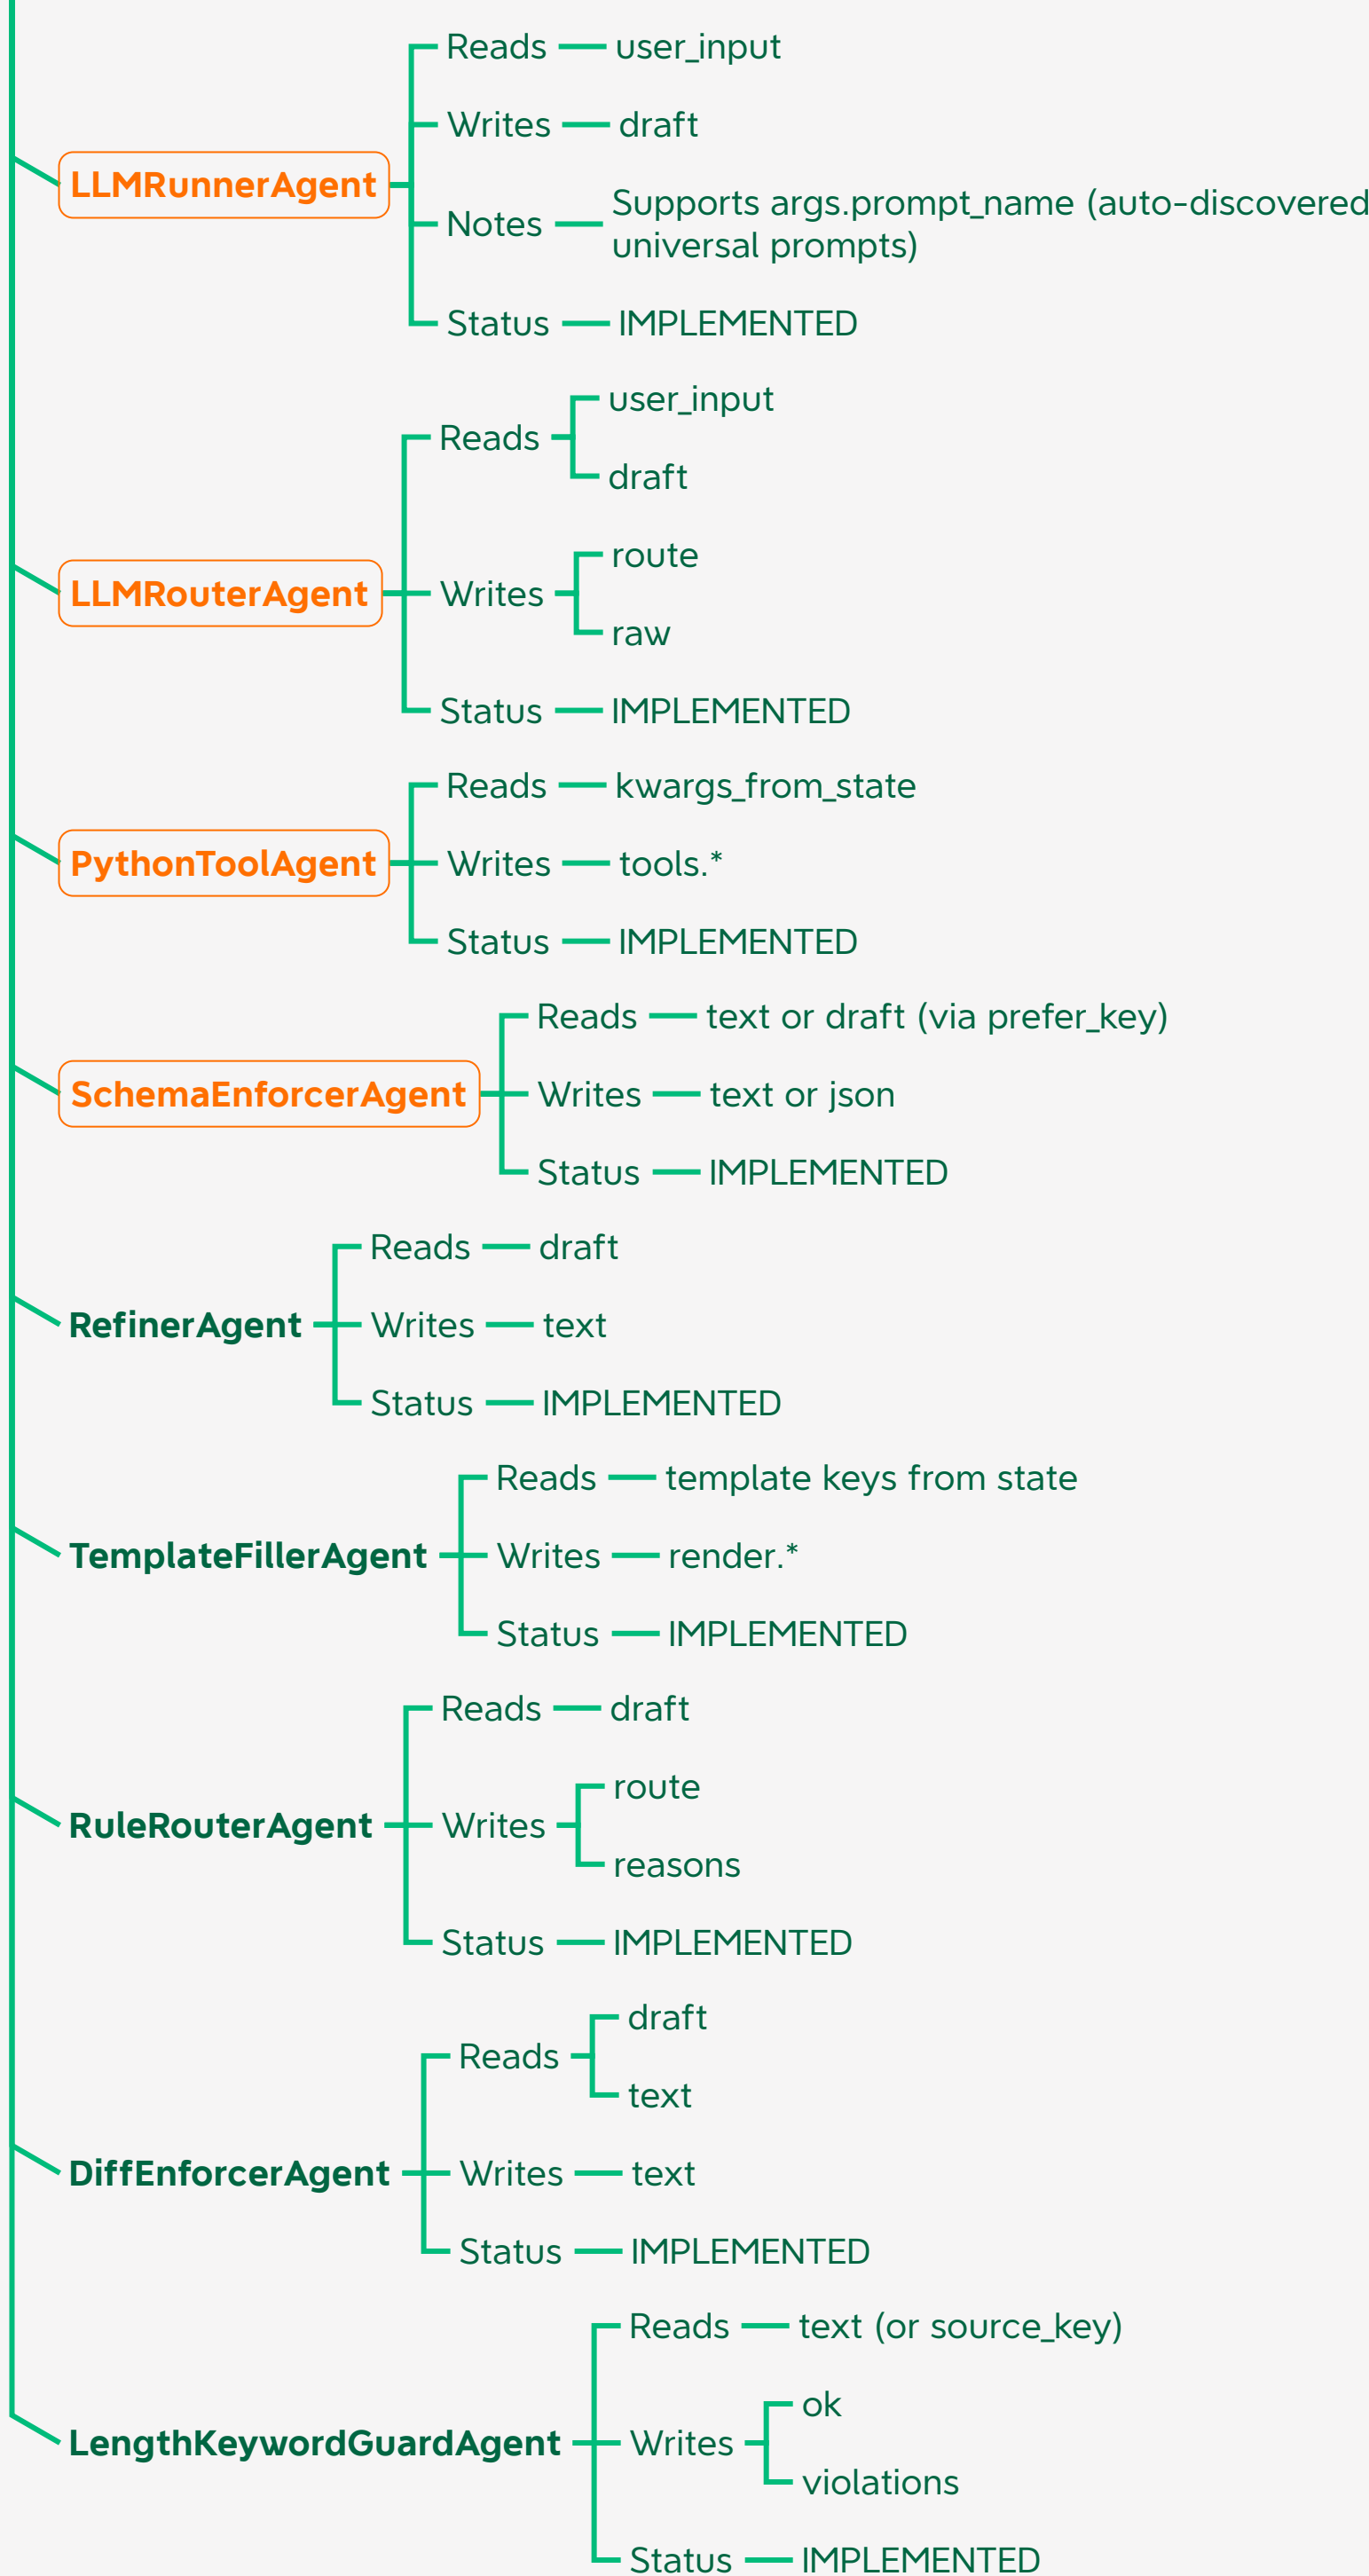 LLMRunnerAgent
Reads
user_input
Writes
draft
Notes
Supports args.prompt_name (auto-discovered
universal prompts)
Status
IMPLEMENTED
LLMRouterAgent
Reads
user_input
draft
Writes
route
raw
Status
IMPLEMENTED
PythonToolAgent
Reads
kwargs_from_state
Writes
tools.*
Status
IMPLEMENTED
SchemaEnforcerAgent
Reads
text or draft (via prefer_key)
Writes
text or json
Status
IMPLEMENTED
RefinerAgent
Reads
draft
Writes
text
Status
IMPLEMENTED
TemplateFillerAgent
Reads
template keys from state
Writes
render.*
Status
IMPLEMENTED
RuleRouterAgent
Reads
draft
Writes
route
reasons
Status
IMPLEMENTED
DiffEnforcerAgent
Reads
draft
text
Writes
text
Status
IMPLEMENTED
LengthKeywordGuardAgent
Reads
text (or source_key)
Writes
ok
violations
Status
IMPLEMENTED